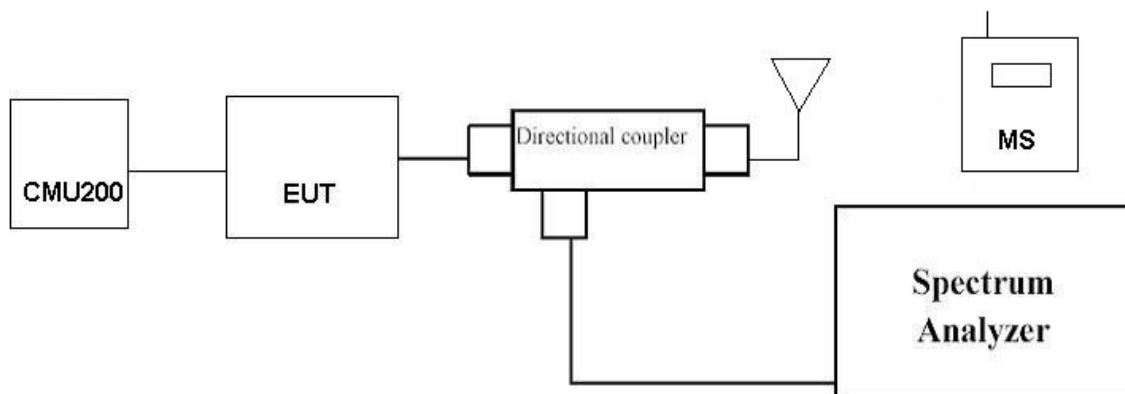 CMU200
EUT
Directional coupler
MS
Spectrum
Analyzer